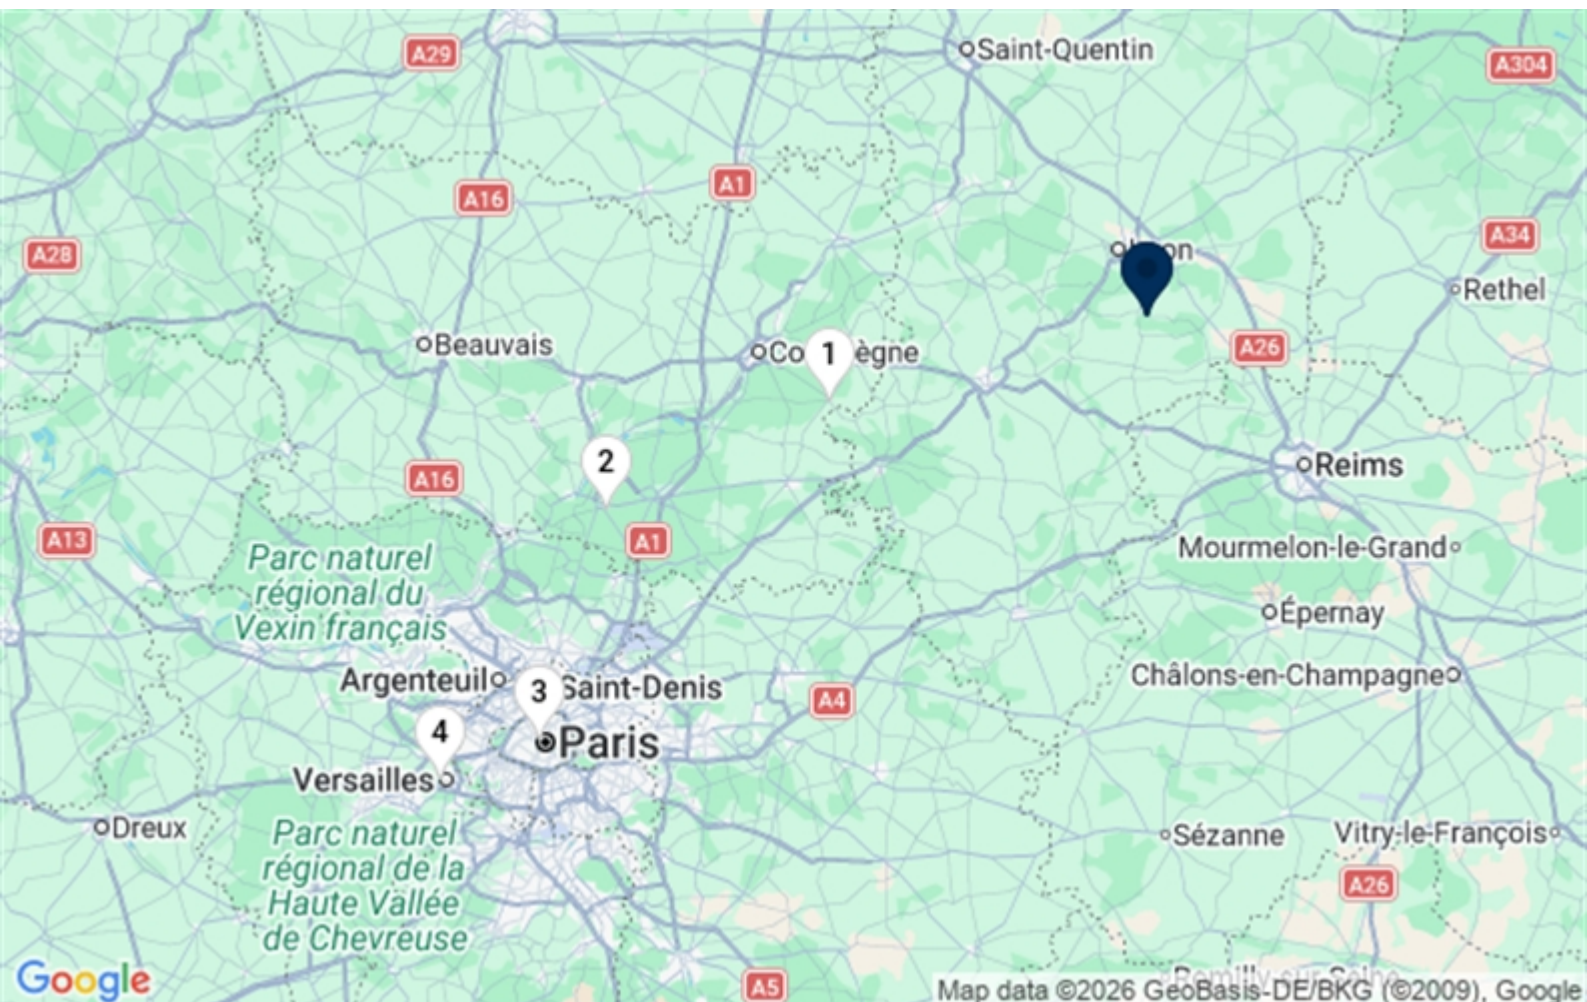 A29
Saint-Quentin
A304
A16
A1
A28
A34
Rethel
Beauvais
1
A26
2
A16
Reims
A13
A1
Mourmelon-le-Grand
Parc naturel
régional du
Vexin français
Épernay
Argenteuil
3
Saint-Denis
A4
Châlons-en-Champagne
4
Paris
Versailles
Dreux
Parc naturel
régional de la
Haute Vallée
de Chevreuse
Sézanne
Vitry-le-François
A26
Google
A5
Map data ©2026 GeoBasis-DE/BKG (©2009), Google